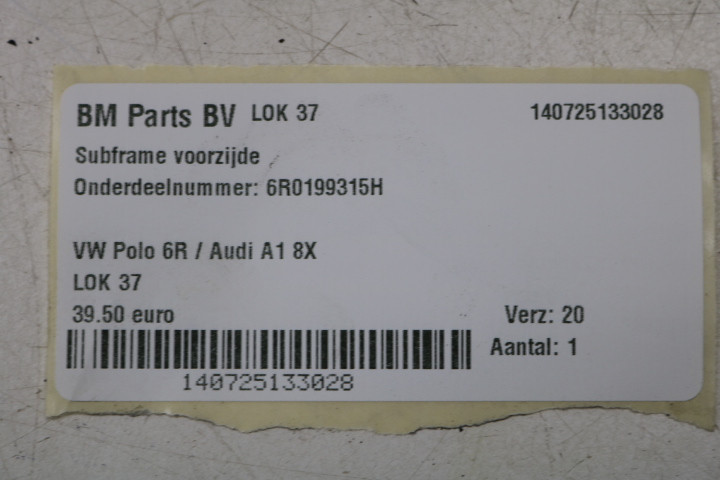 BM Parts BV LOK 37 140725133028
Subframe voorzijde
Onderdeelnummer: 6R0199315H
VW Polo 6R / Audi A1 8X
LOK 37
39.50 euro Verz: 20
Aantal: 1
140725133028